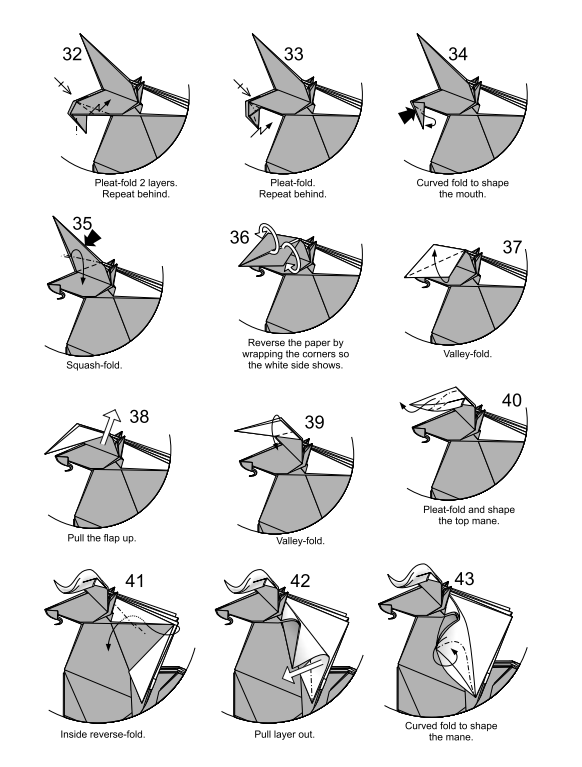 32
Pleat-fold 2 layers.
Repeat behind.
33
Pleat-fold.
Repeat behind.
34
Curved fold to shape
the mouth.
35
Squash-fold.
36
Reverse the paper by
wrapping the corners so
the white side shows.
37
Valley-fold.
38
Pull the flap up.
39
Valley-fold.
40
Pleat-fold and shape
the top mane.
41
Inside reverse-fold.
42
Pull layer out.
43
Curved fold to shape
the mane.